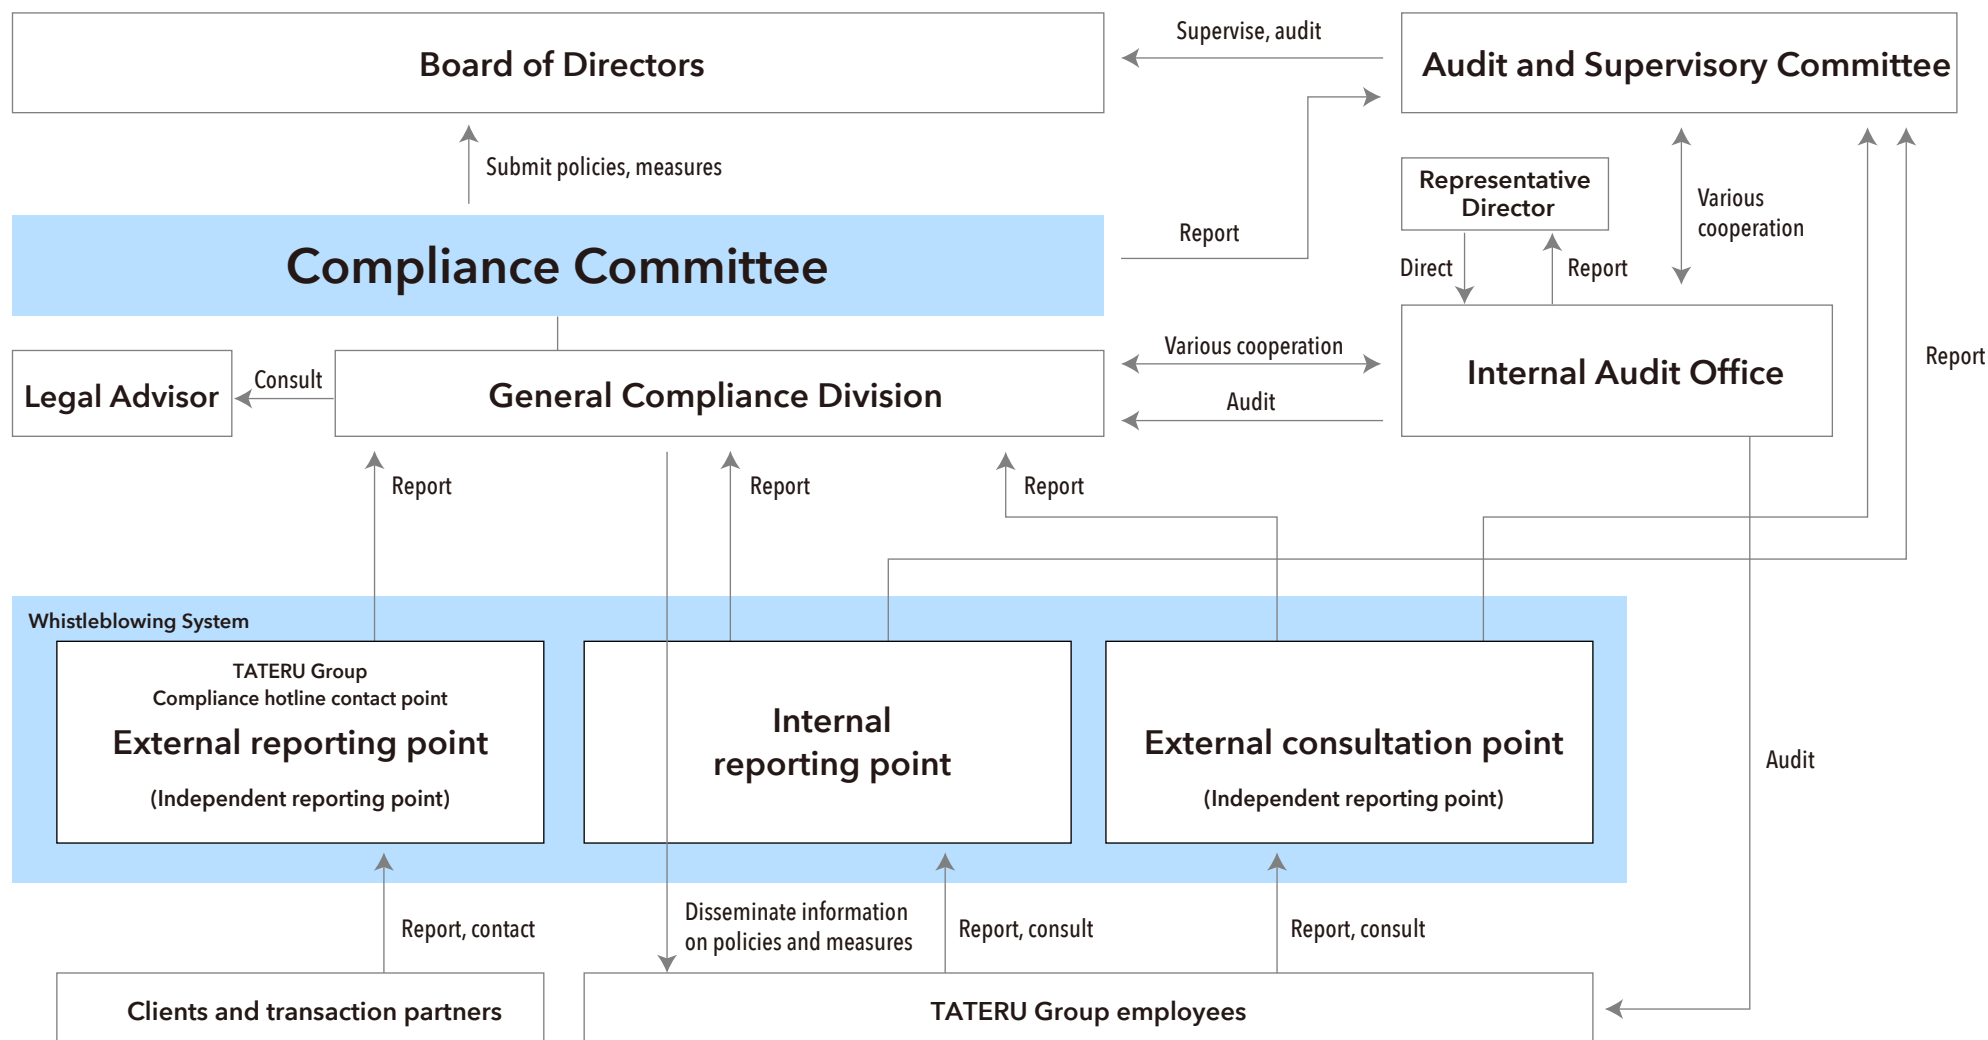 Board of Directors
Supervise, audit
Audit and Supervisory Committee
Submit policies, measures
Representative
Director
Various
cooperation
Compliance Committee
Report
Direct
Report
Various cooperation
Internal Audit Office
Report
Legal Advisor
Consult
General Compliance Division
Audit
Report
Report
Report
Whistleblowing System
TATERU Group
Compliance hotline contact point
External reporting point
(Independent reporting point)
Internal
reporting point
External consultation point
(Independent reporting point)
Audit
Report, contact
Disseminate information
on policies and measures
Report, consult
Report, consult
Clients and transaction partners
TATERU Group employees